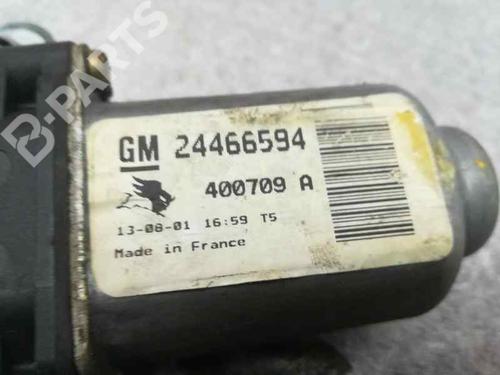 B-PARTS
GM 24466594
400709 A
13-08-01 16:59 T5
Made in France